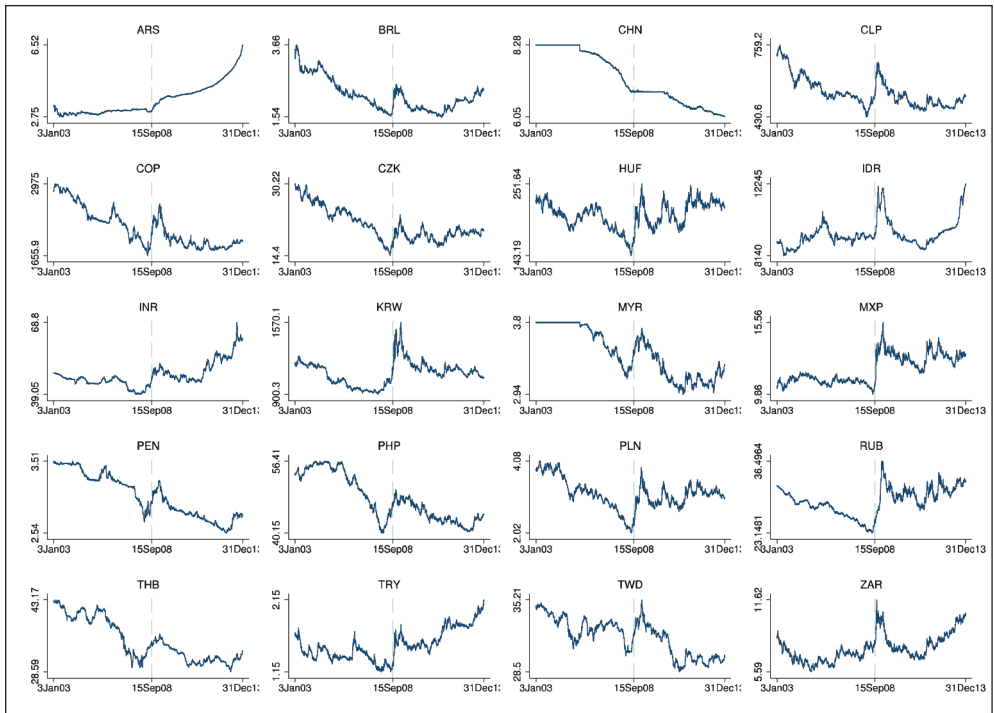 ARS
6.52
2.75
3Jan03 15Sep08 31Dec13
BRL
3.66
1.54
3Jan03 15Sep08 31Dec13
CHN
8.28
6.05
3Jan03 15Sep08 31Dec13
CLP
759.2
430.6
3Jan03 15Sep08 31Dec13
COP
2975
1655.9
3Jan03 15Sep08 31Dec13
CZK
30.22
14.4
3Jan03 15Sep08 31Dec13
HUF
251.64
143.19
3Jan03 15Sep08 31Dec13
IDR
12245
8140
3Jan03 15Sep08 31Dec13
INR
68.8
39.05
3Jan03 15Sep08 31Dec13
KRW
1570.1
900.3
3Jan03 15Sep08 31Dec13
MYR
3.8
2.94
3Jan03 15Sep08 31Dec13
MXP
15.56
9.86
3Jan03 15Sep08 31Dec13
PEN
3.51
2.54
3Jan03 15Sep08 31Dec13
PHP
56.41
40.15
3Jan03 15Sep08 31Dec13
PLN
4.08
2.02
3Jan03 15Sep08 31Dec13
RUB
36.4964
23.1481
3Jan03 15Sep08 31Dec13
THB
43.17
28.59
3Jan03 15Sep08 31Dec13
TRY
2.15
1.15
3Jan03 15Sep08 31Dec13
TWD
35.21
28.5
3Jan03 15Sep08 31Dec13
ZAR
11.62
5.59
3Jan03 15Sep08 31Dec13